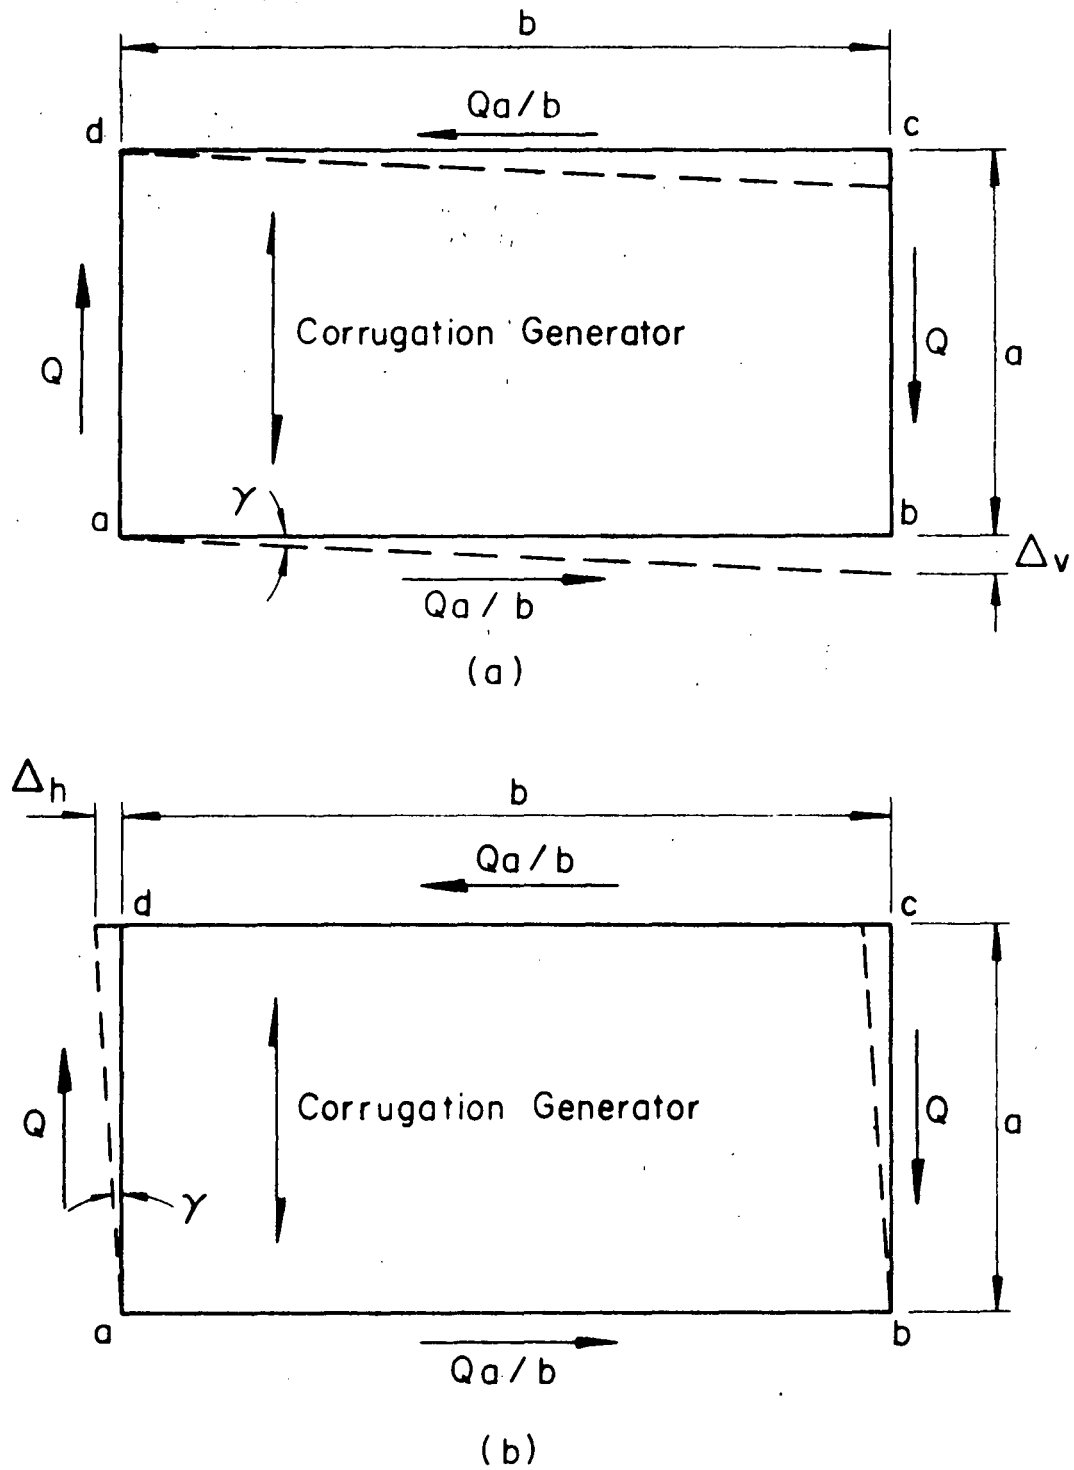 b
Qa/b
d
c
Corrugation Generator
Q
Q
a
γ
a
b
Δv
Qa/b
(a)
Δh
b
Qa/b
d
c
Corrugation Generator
Q
Q
a
γ
a
b
Qa/b
(b)